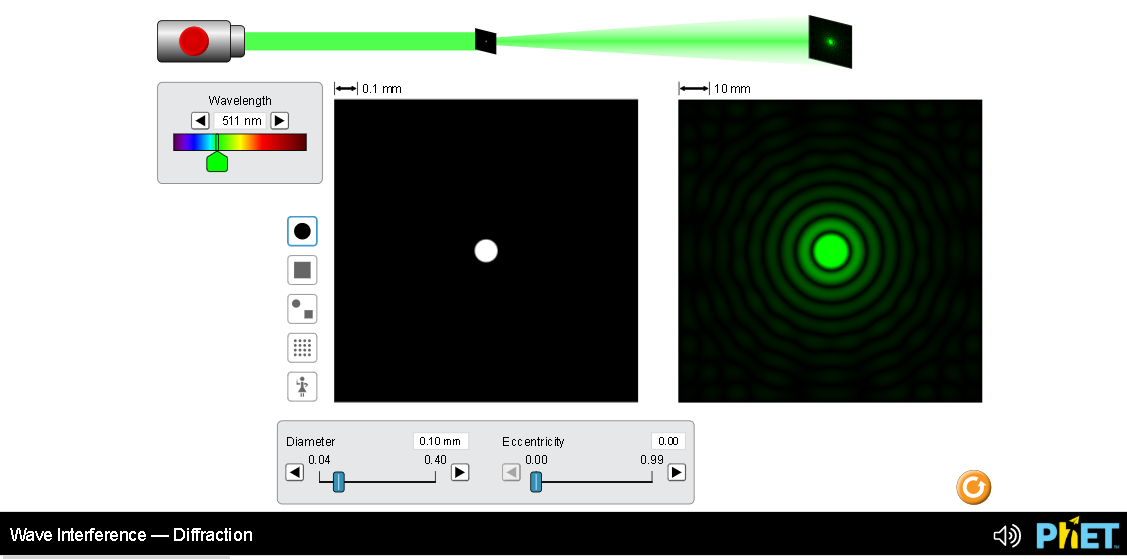 0.1 mm
10 mm
Wavelength
511 nm
Diameter
0.10 mm
Eccentricity
0.00
0.04
0.40
0.00
0.99
Wave Interference — Diffraction
PhET